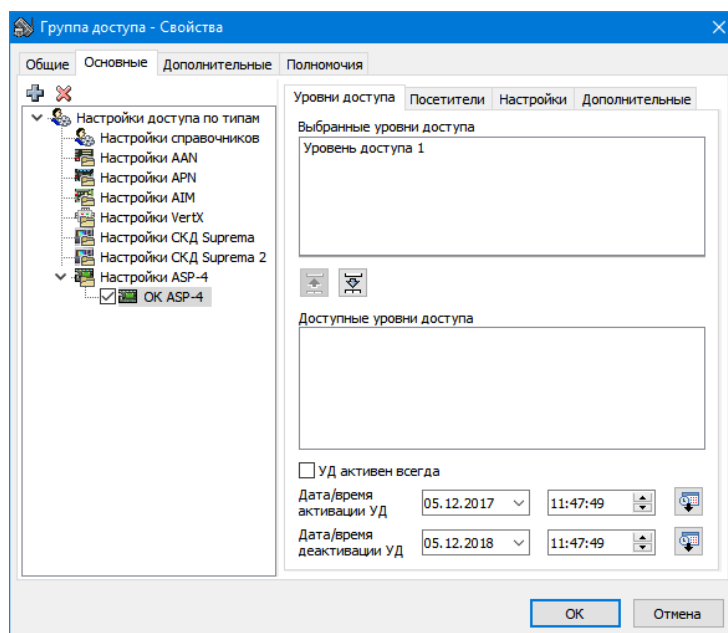 Группа доступа - Свойства
Общие Основные Дополнительные Полномочия
Настройки доступа по типам
Настройки справочников
Настройки AAN
Настройки APN
Настройки AIM
Настройки VertX
Настройки СКД Suprema
Настройки СКД Suprema 2
Настройки ASP-4
ОК ASP-4
Уровни доступа Посетители Настройки Дополнительные
Выбранные уровни доступа
Уровень доступа 1
Доступные уровни доступа
УД активен всегда
Дата/время
активации УД
05.12.2017 11:47:49
Дата/время
деактивации УД
05.12.2018 11:47:49
ОК Отмена